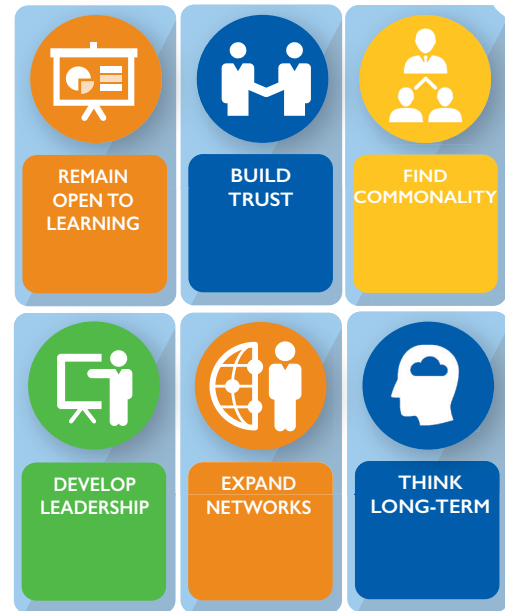 REMAIN
OPEN TO
LEARNING
BUILD
TRUST
FIND
COMMONALITY
DEVELOP
LEADERSHIP
EXPAND
NETWORKS
THINK
LONG-TERM